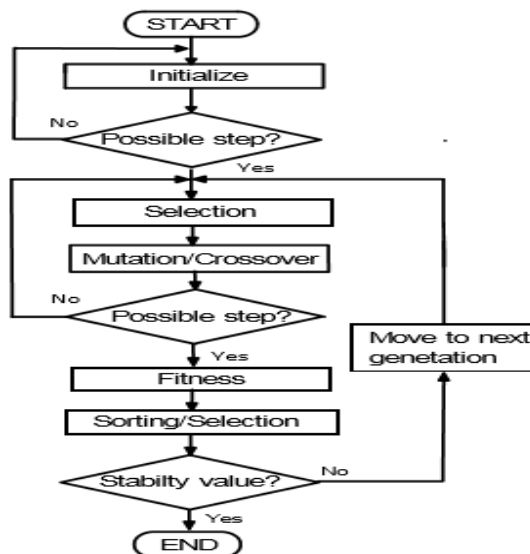 START
Initialize
No
Possible step?
Yes
Selection
Mutation/Crossover
No
Possible step?
Yes
Move to next
genetation
Fitness
Sorting/Selection
No
Stabilty value?
Yes
END